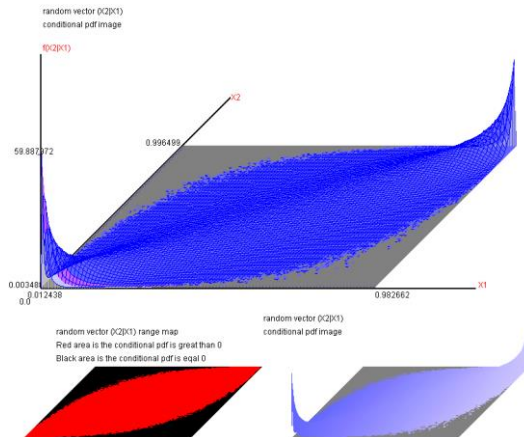 random vector (X2|X1)
conditional pdf image
f(X2|X1)
X2
0.996499
59.887972
0.003488
0.012438
0.982662
X1
0.0
random vector (X2|X1)
conditional pdf image
random vector (X2|X1) range map
Red area is the conditional pdf is great than 0
Black area is the conditional pdf is eqal 0